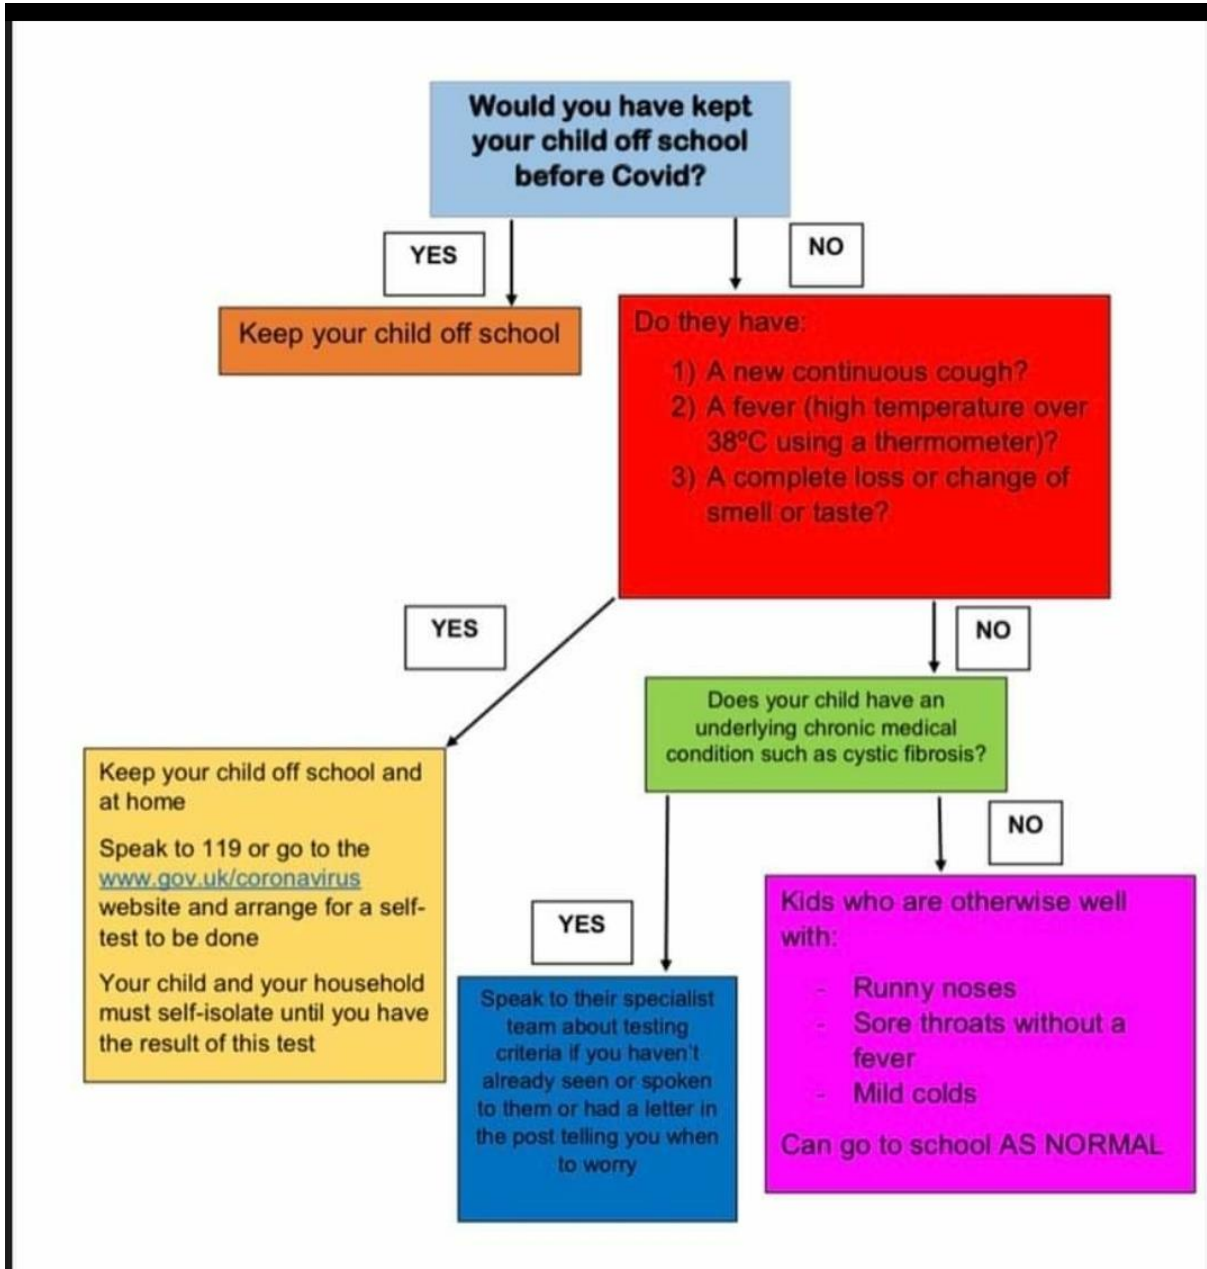 Would you have kept
your child off school
before Covid?
YES
NO
Keep your child off school
Do they have:
1) A new continuous cough?
2) A fever (high temperature over
38ºC using a thermometer)?
3) A complete loss or change of
smell or taste?
YES
NO
Does your child have an
underlying chronic medical
condition such as cystic fibrosis?
Keep your child off school and
at home
Speak to 119 or go to the
www.gov.uk/coronavirus
website and arrange for a self-
test to be done
Your child and your household
must self-isolate until you have
the result of this test
YES
NO
Speak to their specialist
team about testing
criteria if you haven't
already seen or spoken
to them or had a letter in
the post telling you when
to worry
Kids who are otherwise well
with:
- Runny noses
- Sore throats without a
fever
- Mild colds
Can go to school AS NORMAL